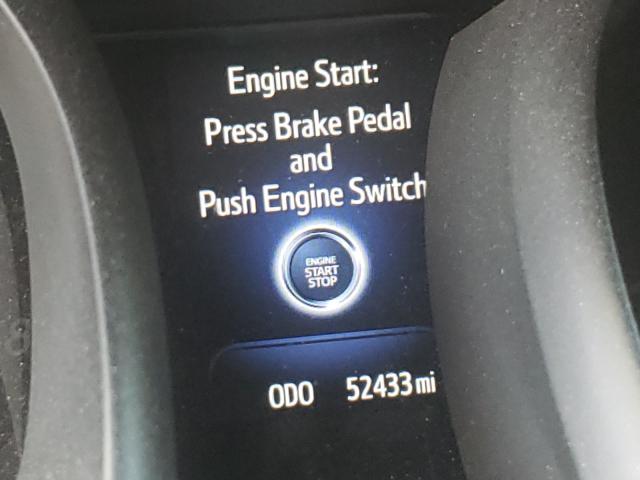 Engine Start:
Press Brake Pedal
and
Push Engine Switch
ENGINE
START
STOP
ODO 52433 mi